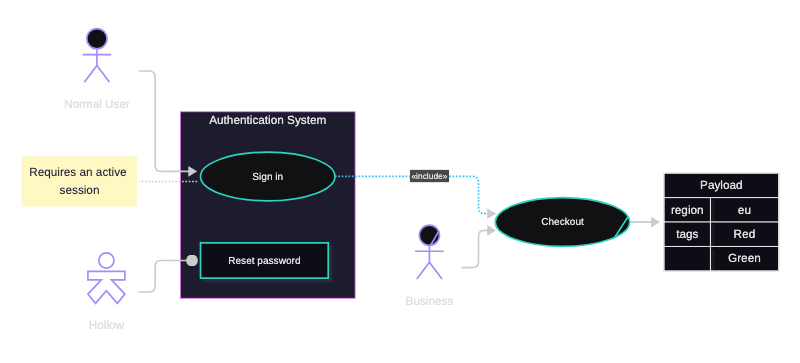 Normal User
Authentication System
Requires an active
session
Sign in
«include»
Reset password
Hollow
Business
Checkout
Payload
region eu
tags Red
Green